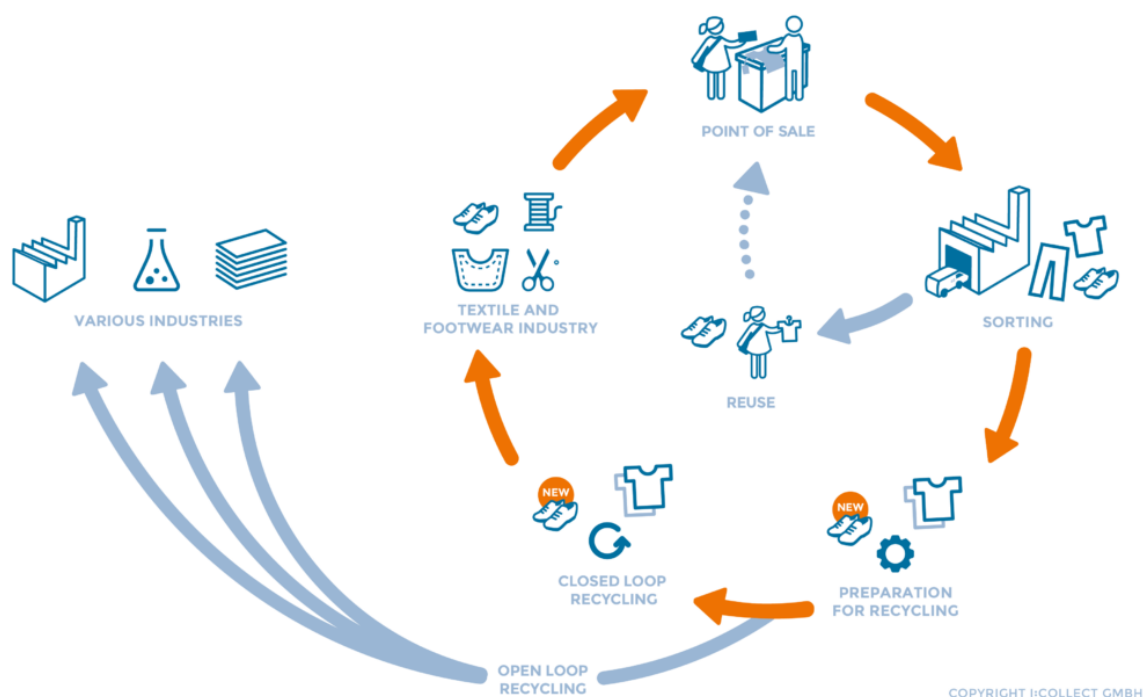 POINT OF SALE
TEXTILE AND
FOOTWEAR INDUSTRY
VARIOUS INDUSTRIES
SORTING
REUSE
NEW
CLOSED LOOP
RECYCLING
NEW
PREPARATION
FOR RECYCLING
OPEN LOOP
RECYCLING
COPYRIGHT I:COLLECT GMBH